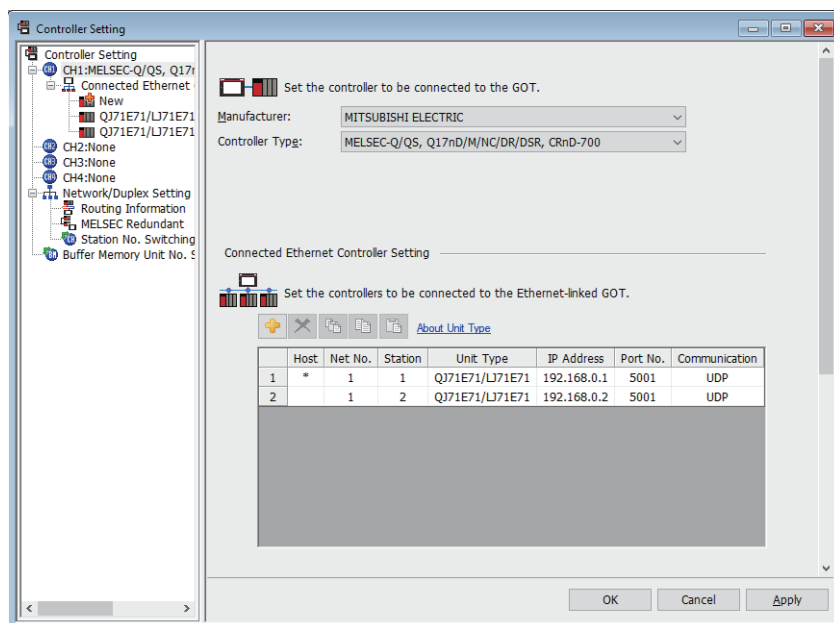 Controller Setting
Controller Setting
CH1:MELSEC-Q/QS, Q17n
Connected Ethernet
New
QJ71E71/LJ71E71
QJ71E71/LJ71E71
CH2:None
CH3:None
CH4:None
Network/Duplex Setting
Routing Information
MELSEC Redundant
Station No. Switching
Buffer Memory Unit No. S
Set the controller to be connected to the GOT.
Manufacturer: MITSUBISHI ELECTRIC
Controller Type: MELSEC-Q/QS, Q17nD/M/NC/DR/DSR, CRnD-700
Connected Ethernet Controller Setting
Set the controllers to be connected to the Ethernet-linked GOT.
About Unit Type
Host Net No. Station Unit Type IP Address Port No. Communication
1 * 1 1 QJ71E71/LJ71E71 192.168.0.1 5001 UDP
2 1 2 QJ71E71/LJ71E71 192.168.0.2 5001 UDP
OK Cancel Apply